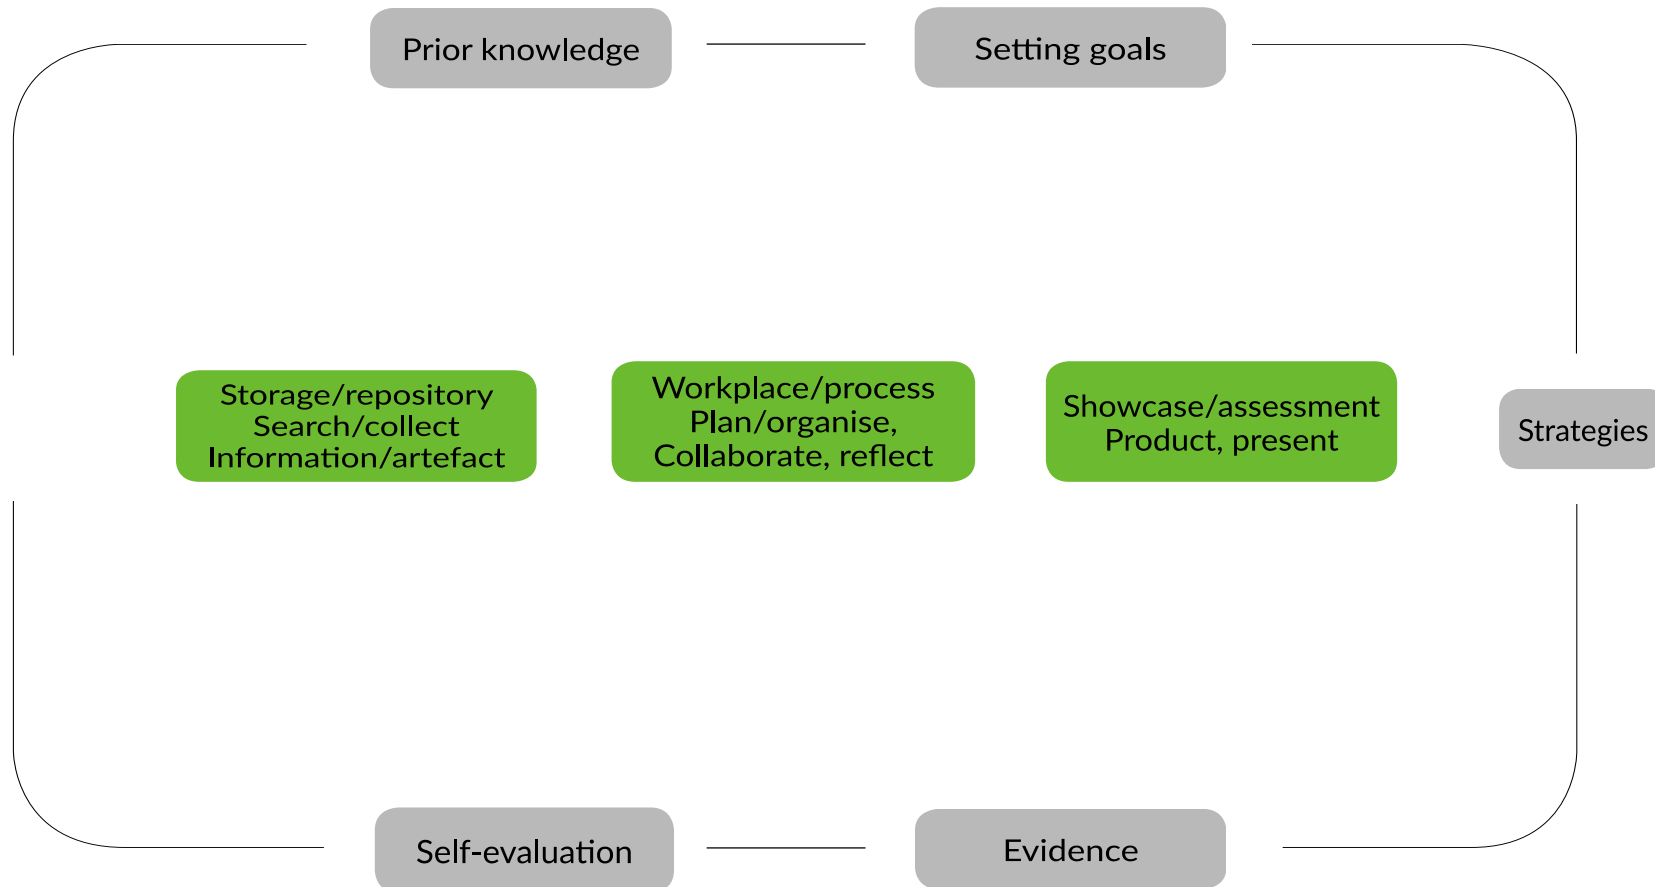 Prior knowledge
Setting goals
Storage/repository
Search/collect
Information/artefact
Workplace/process
Plan/organise,
Collaborate, reflect
Showcase/assessment
Product, present
Strategies
Self-evaluation
Evidence